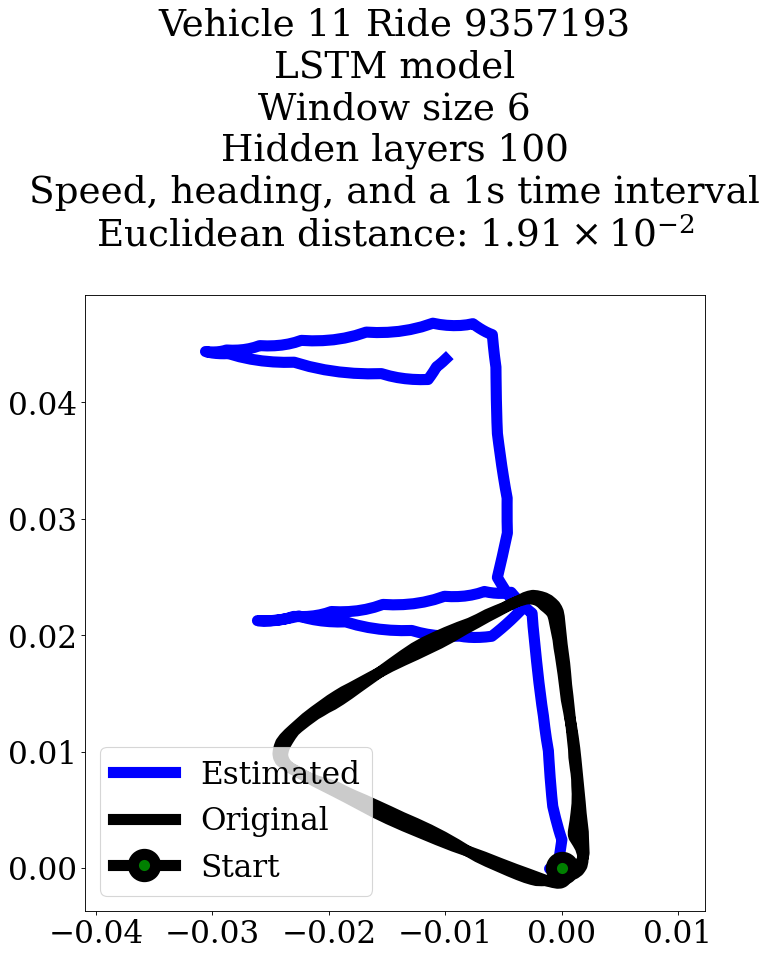 Vehicle 11 Ride 9357193
LSTM model
Window size 6
Hidden layers 100
Speed, heading, and a 1s time interval
Euclidean distance: 1.91 × 10⁻²
0.04
0.03
0.02
0.01
0.00
Estimated
Original
Start
−0.04 −0.03 −0.02 −0.01 0.00 0.01